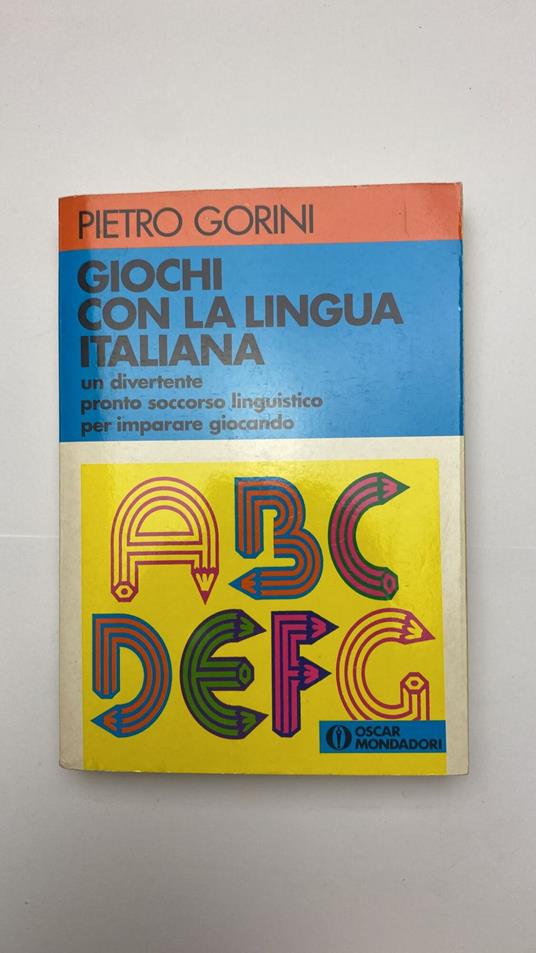 PIETRO GORINI
GIOCHI
CON LA LINGUA
ITALIANA
un divertente
pronto soccorso linguistico
per imparare giocando
ABC
DEFG
OSCAR
MONDADORI